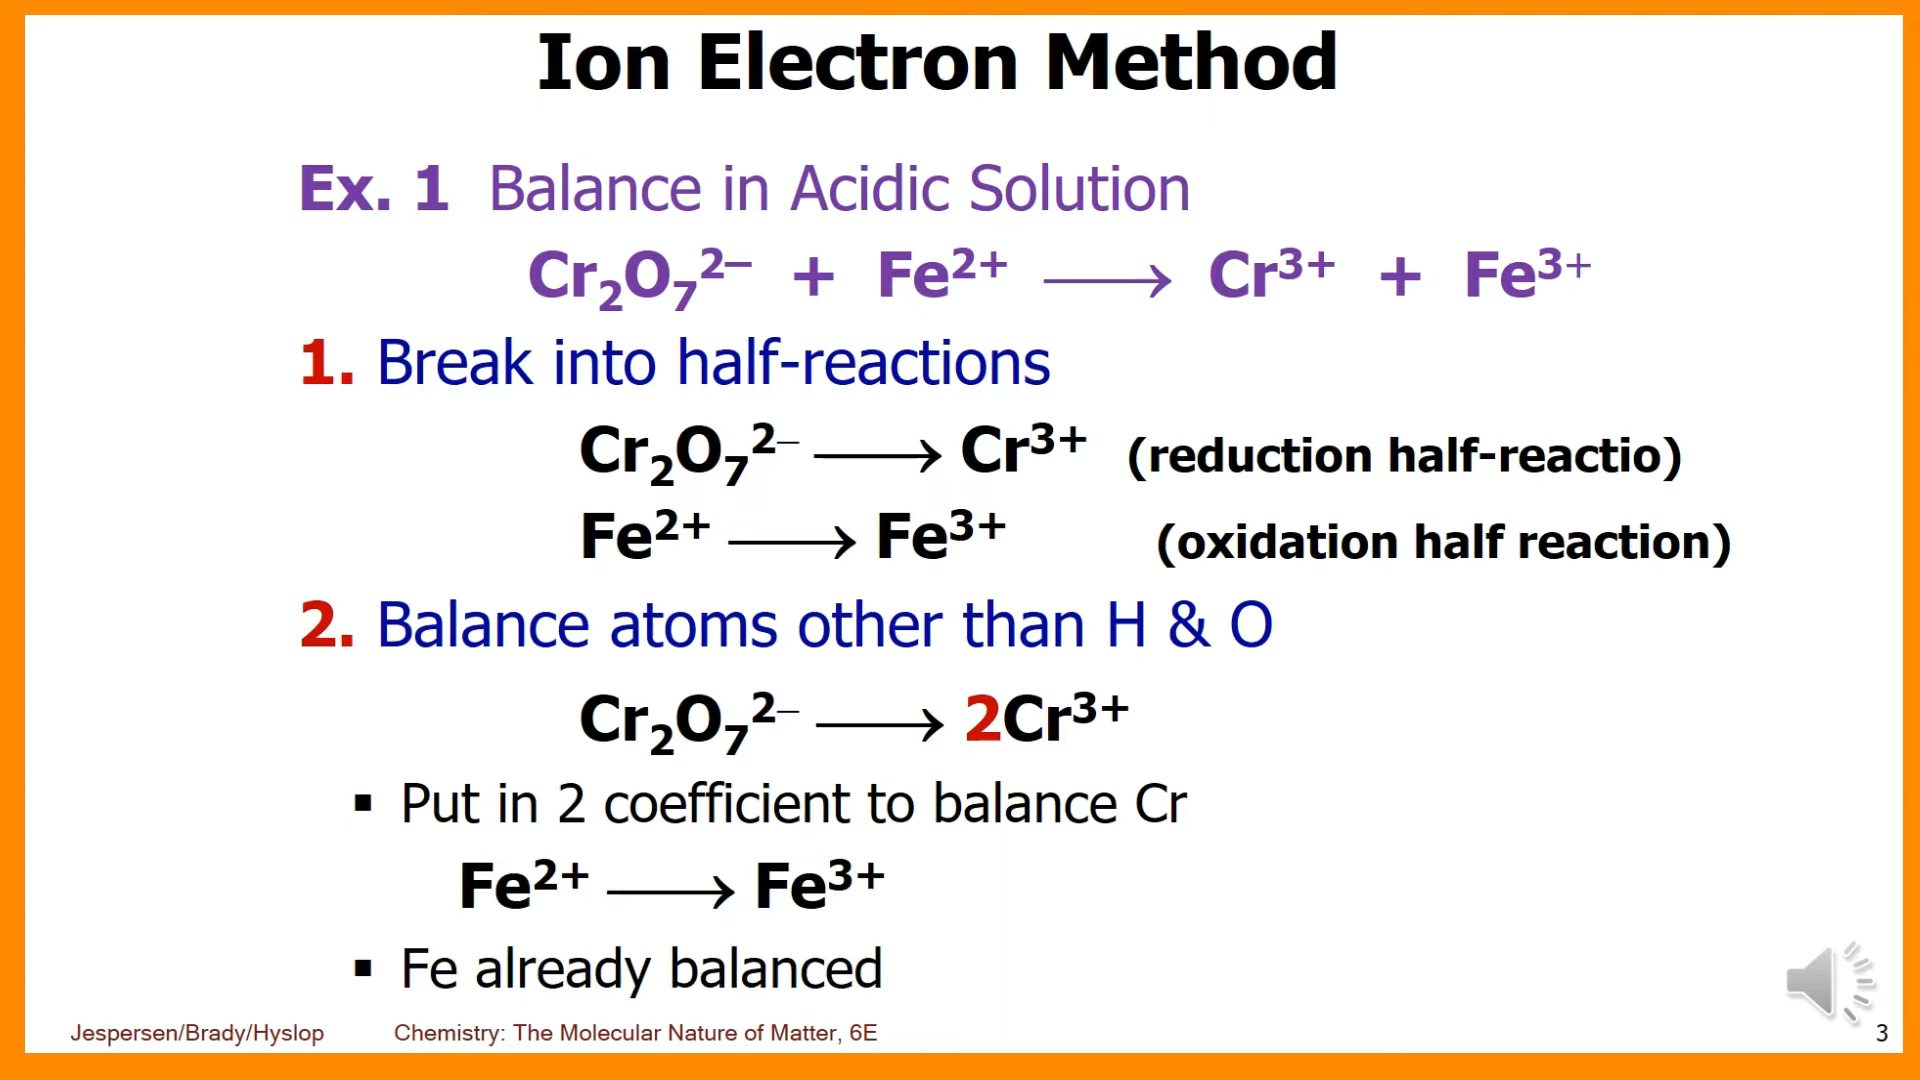 Ion Electron Method
Ex. 1 Balance in Acidic Solution
Cr₂O₇²⁻ + Fe²⁺ ⟶ Cr³⁺ + Fe³⁺
1. Break into half-reactions
Cr₂O₇²⁻ ⟶ Cr³⁺ (reduction half-reactio)
Fe²⁺ ⟶ Fe³⁺ (oxidation half reaction)
2. Balance atoms other than H & O
Cr₂O₇²⁻ ⟶ 2Cr³⁺
▪ Put in 2 coefficient to balance Cr
Fe²⁺ ⟶ Fe³⁺
▪ Fe already balanced
Jespersen/Brady/Hyslop Chemistry: The Molecular Nature of Matter, 6E 3